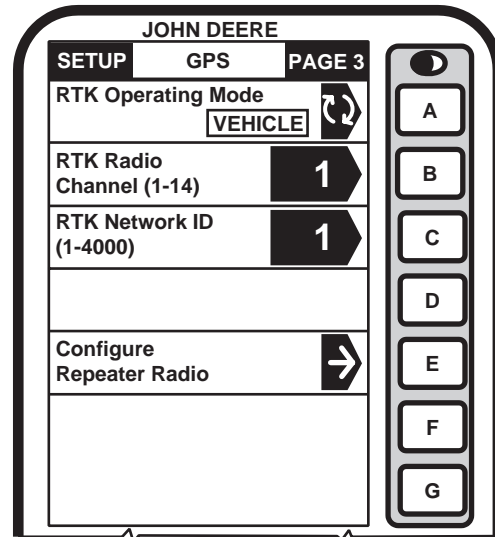 JOHN DEERE
SETUP GPS PAGE 3
RTK Operating Mode
VEHICLE
RTK Radio
Channel (1-14)
1
RTK Network ID
(1-4000)
1
Configure
Repeater Radio
A
B
C
D
E
F
G